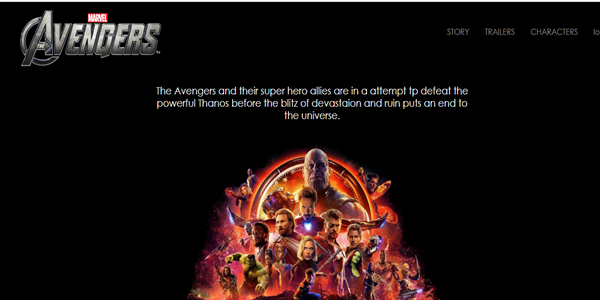 MARVEL
THE AVENGERS
STORY
TRAILERS
CHARACTERS
lo
The Avengers and their super hero allies are in a attempt tp defeat the
powerful Thanos before the blitz of devastaion and ruin puts an end to
the universe.